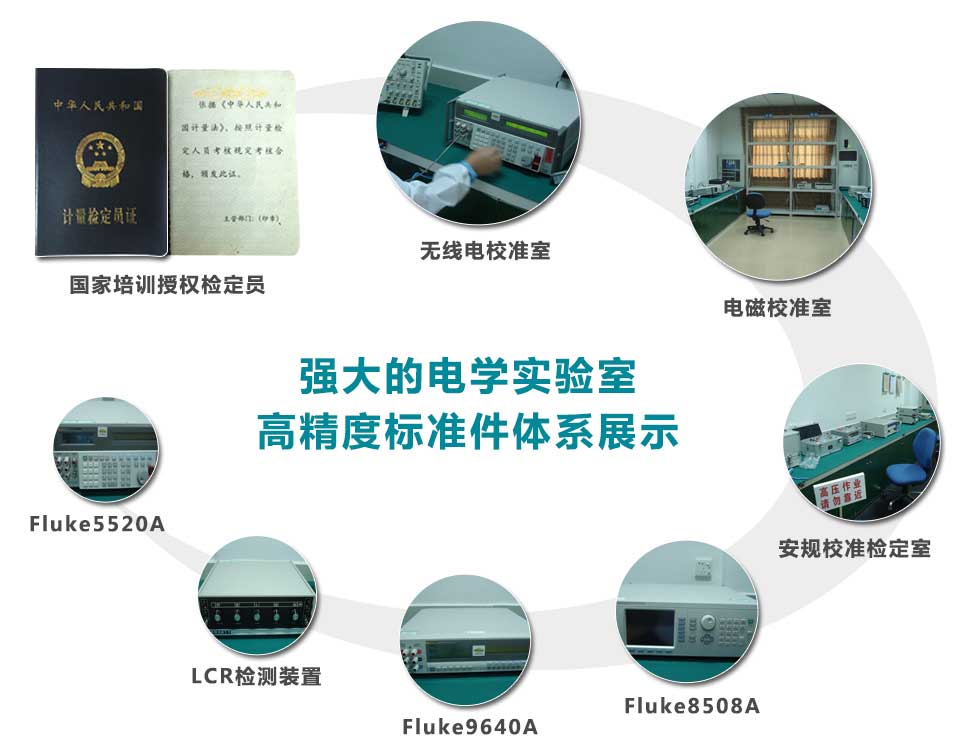 中华人民共和国
计量检定员证
依据《中华人民共和
国计量法》，按照计量检
定人员考核规定考核合
格，颁发此证。
主管部门：（印章）
国家培训授权检定员
无线电校准室
电磁校准室
强大的电学实验室
高精度标准件体系展示
高压作业
请勿靠近
安规校准检定室
Fluke5520A
LCR检测装置
Fluke9640A
Fluke8508A